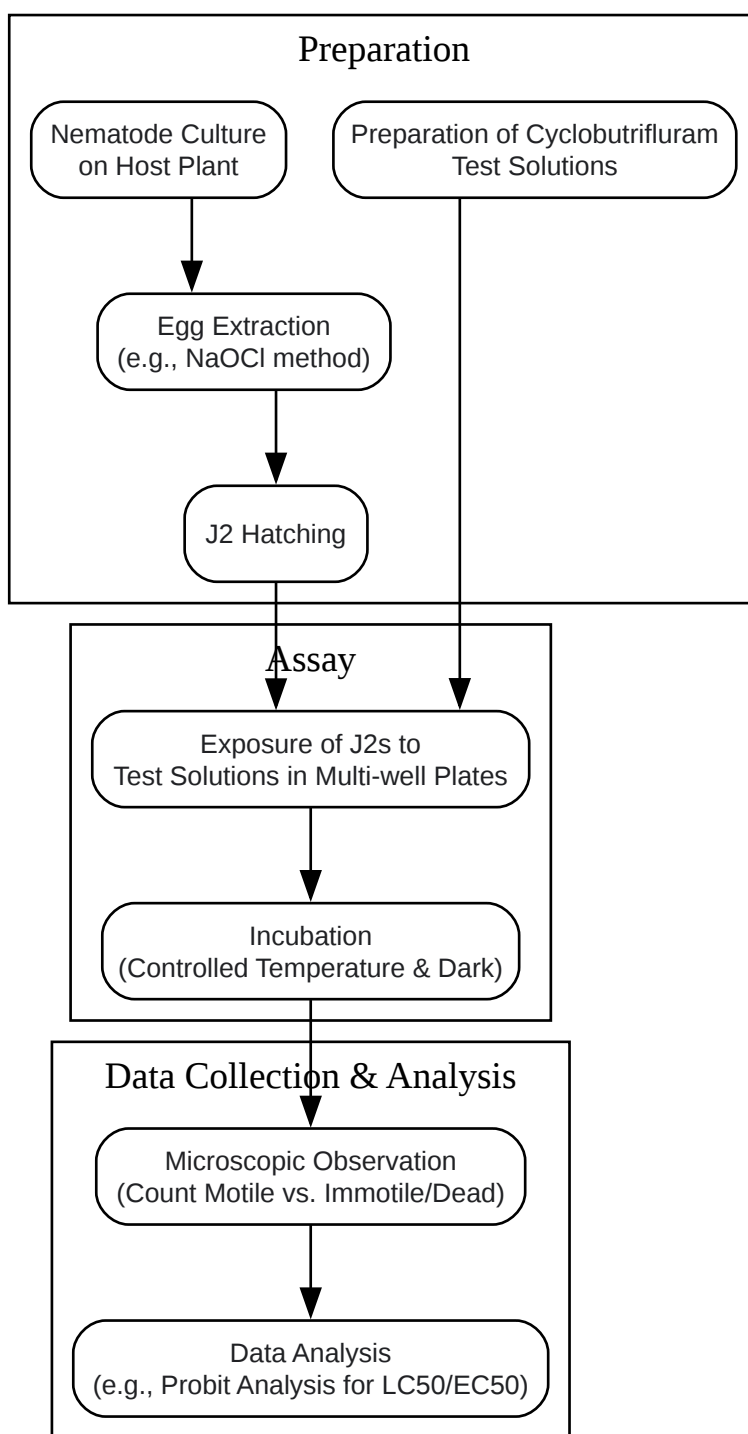 Preparation
Nematode Culture
on Host Plant
Preparation of Cyclobutrifluram
Test Solutions
Egg Extraction
(e.g., NaOCl method)
J2 Hatching
Assay
Exposure of J2s to
Test Solutions in Multi-well Plates
Incubation
(Controlled Temperature & Dark)
Data Collection & Analysis
Microscopic Observation
(Count Motile vs. Immotile/Dead)
Data Analysis
(e.g., Probit Analysis for LC50/EC50)